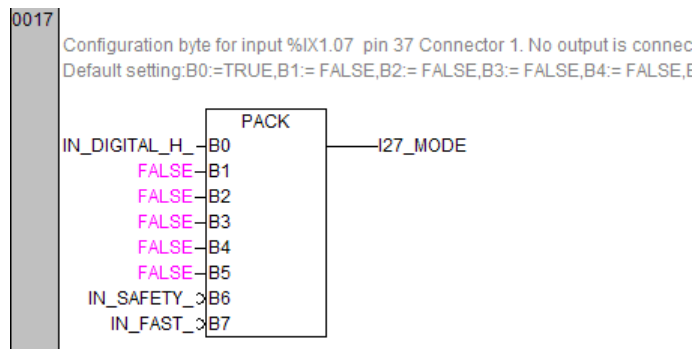 0017
Configuration byte for input %IX1.07 pin 37 Connector 1. No output is connec
Default setting:B0:=TRUE,B1:= FALSE,B2:= FALSE,B3:= FALSE,B4:= FALSE,
PACK
IN_DIGITAL_H_ B0 I27_MODE
FALSE B1
FALSE B2
FALSE B3
FALSE B4
FALSE B5
IN_SAFETY_ B6
IN_FAST_ B7